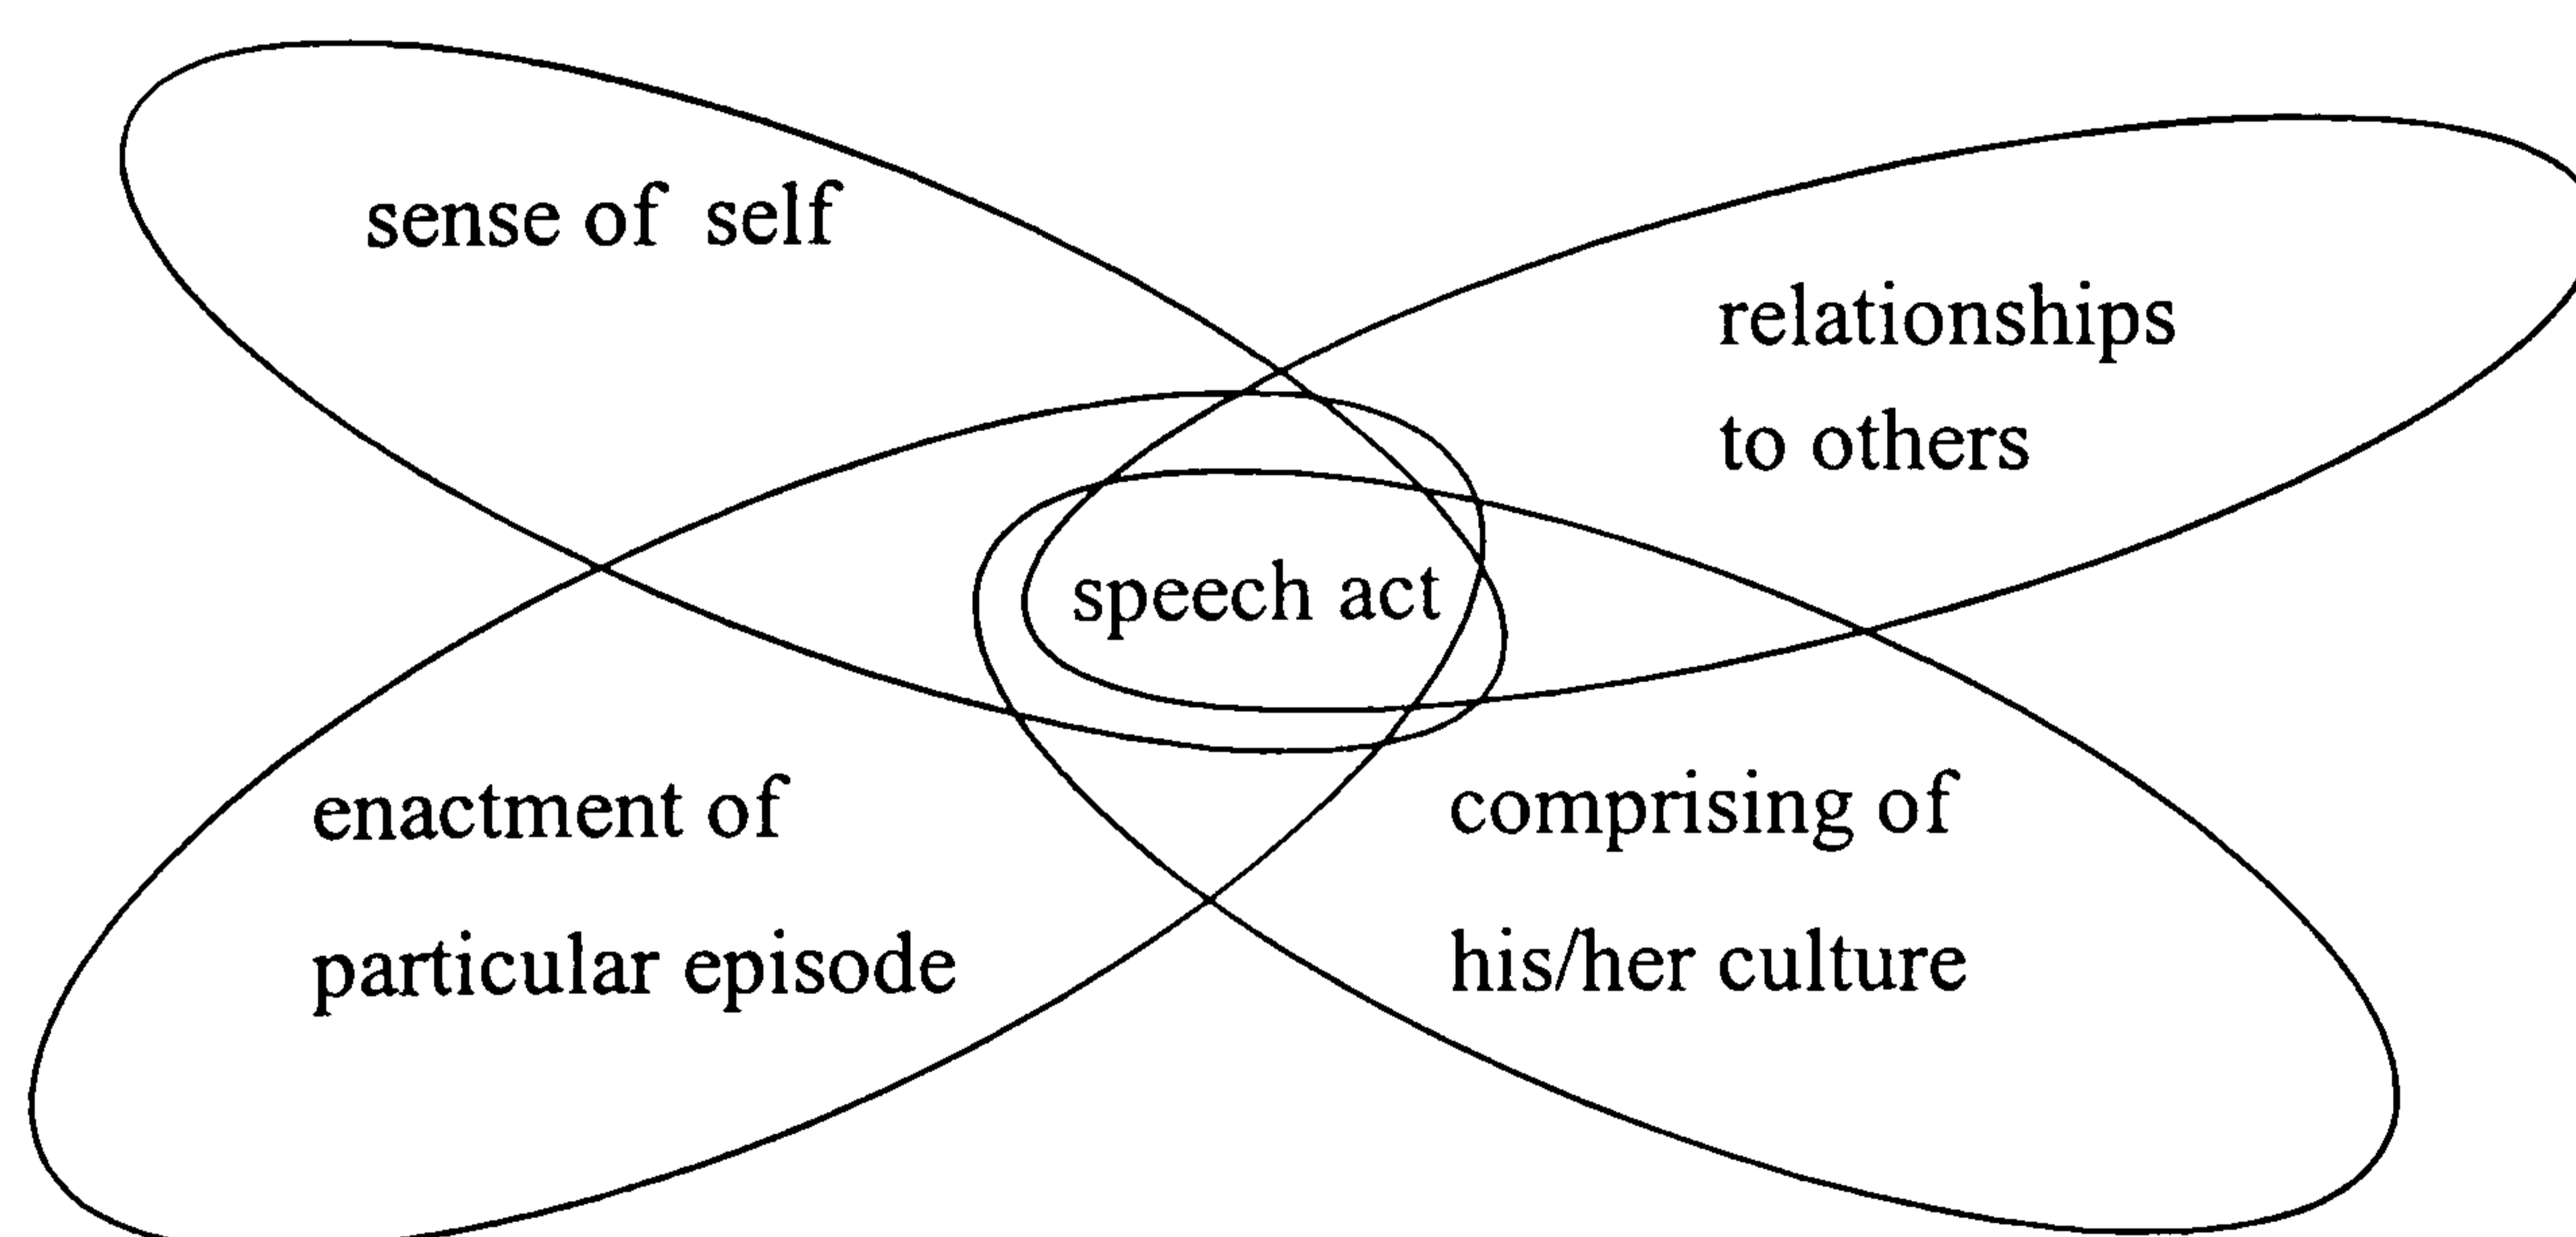 sense of self
relationships
to others
speech act
enactment of
particular episode
comprising of
his/her culture